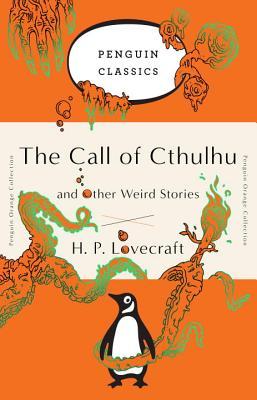 PENGUIN
CLASSICS
The Call of Cthulhu
and Other Weird Stories
H. P. Lovecraft
Penguin Orange Collection
Penguin Orange Collection